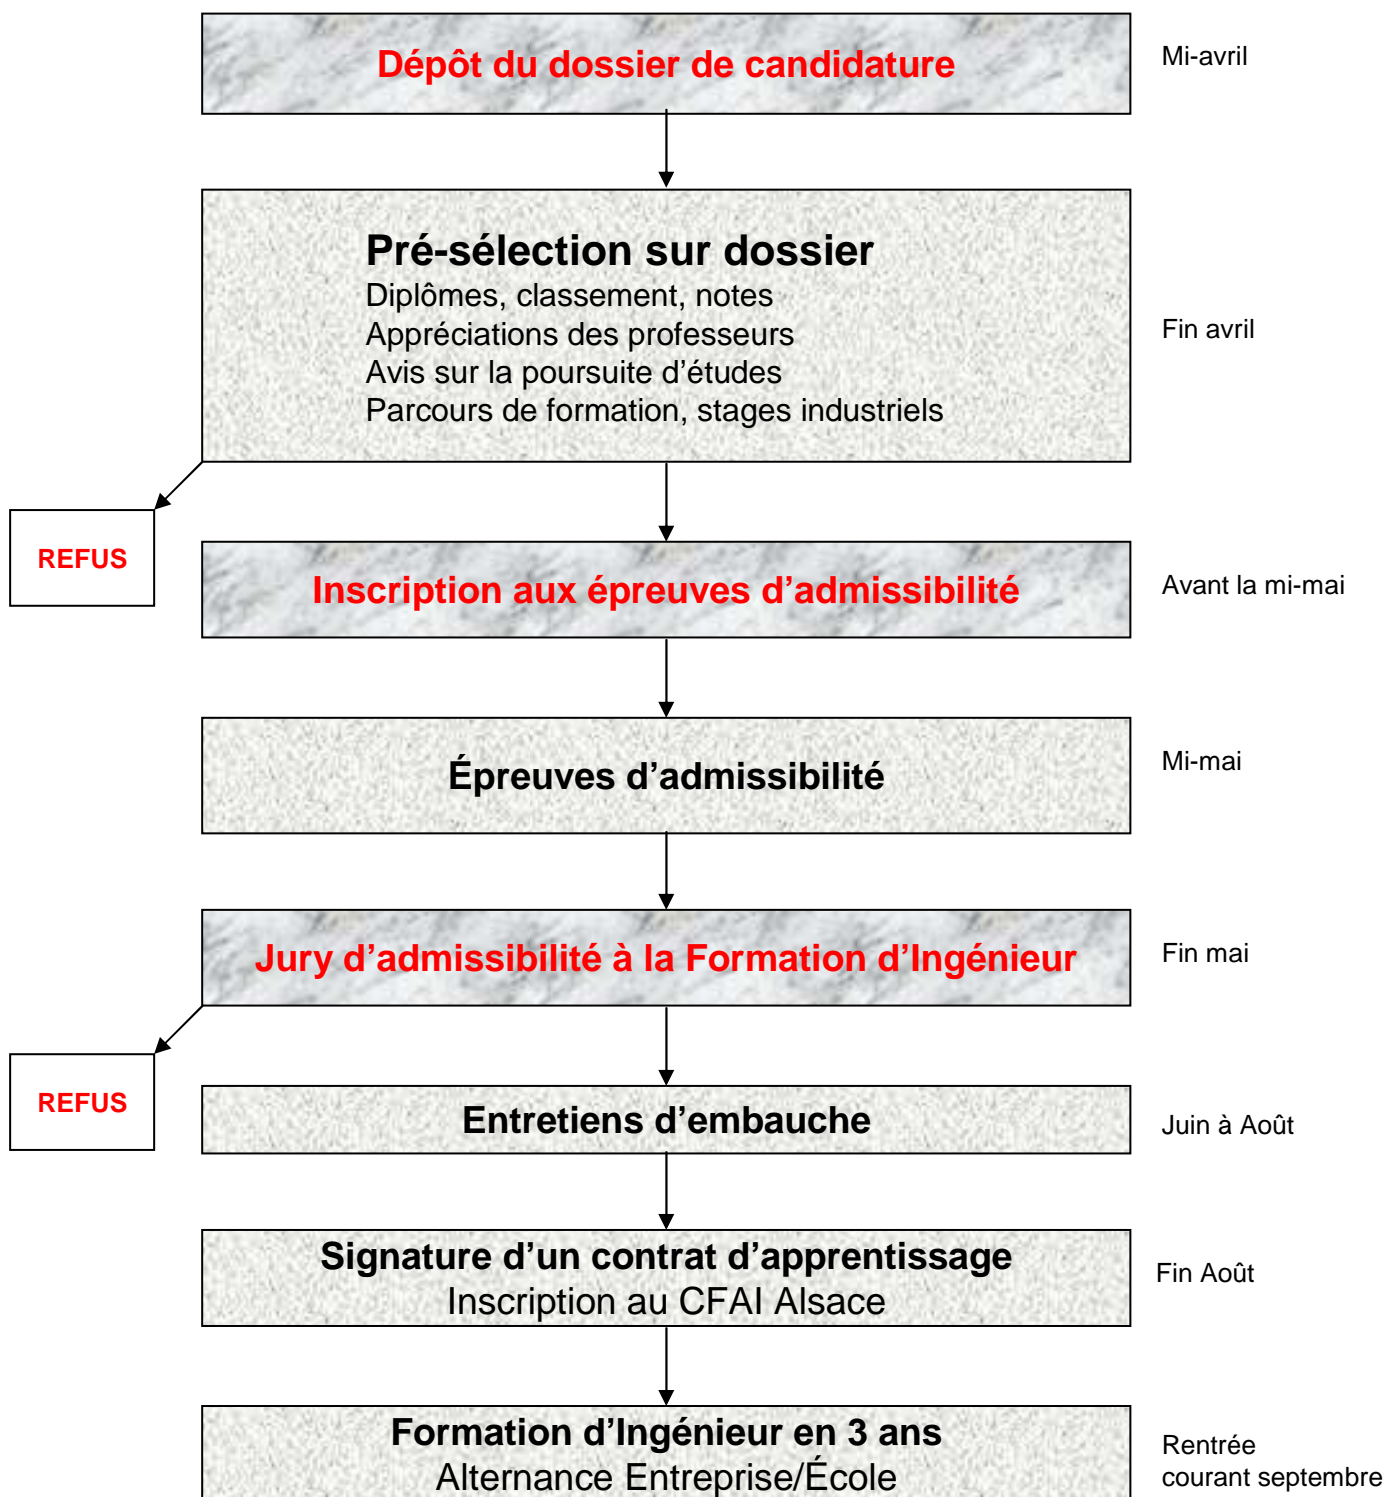 Dépôt du dossier de candidature
Mi-avril
Pré-sélection sur dossier
Diplômes, classement, notes
Appréciations des professeurs
Avis sur la poursuite d’études
Parcours de formation, stages industriels
Fin avril
REFUS
Inscription aux épreuves d’admissibilité
Avant la mi-mai
Épreuves d’admissibilité
Mi-mai
Jury d’admissibilité à la Formation d’Ingénieur
Fin mai
REFUS
Entretiens d’embauche
Juin à Août
Signature d’un contrat d’apprentissage
Inscription au CFAI Alsace
Fin Août
Formation d’Ingénieur en 3 ans
Alternance Entreprise/École
Rentrée
courant septembre